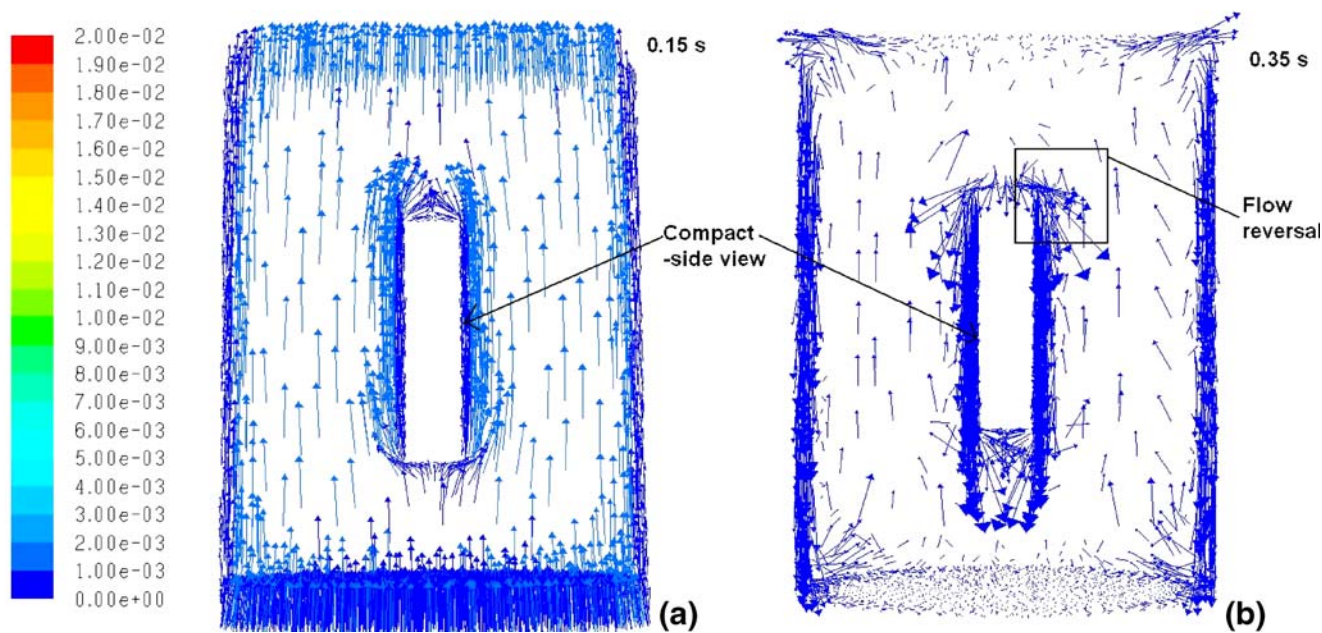 2.00e-02
1.90e-02
1.80e-02
1.70e-02
1.60e-02
1.50e-02
1.40e-02
1.30e-02
1.20e-02
1.10e-02
1.00e-02
9.00e-03
8.00e-03
7.00e-03
6.00e-03
5.00e-03
4.00e-03
3.00e-03
2.00e-03
1.00e-03
0.00e+00
0.15 s
Compact
-side view
(a)
0.35 s
Flow
reversal
(b)